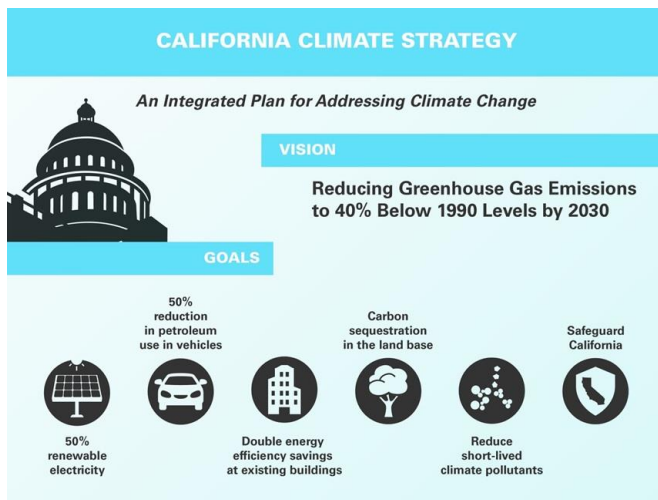 CALIFORNIA CLIMATE STRATEGY
An Integrated Plan for Addressing Climate Change
VISION
Reducing Greenhouse Gas Emissions
to 40% Below 1990 Levels by 2030
GOALS
50%
renewable
electricity
50%
reduction
in petroleum
use in vehicles
Double energy
efficiency savings
at existing buildings
Carbon
sequestration
in the land base
Reduce
short-lived
climate pollutants
Safeguard
California